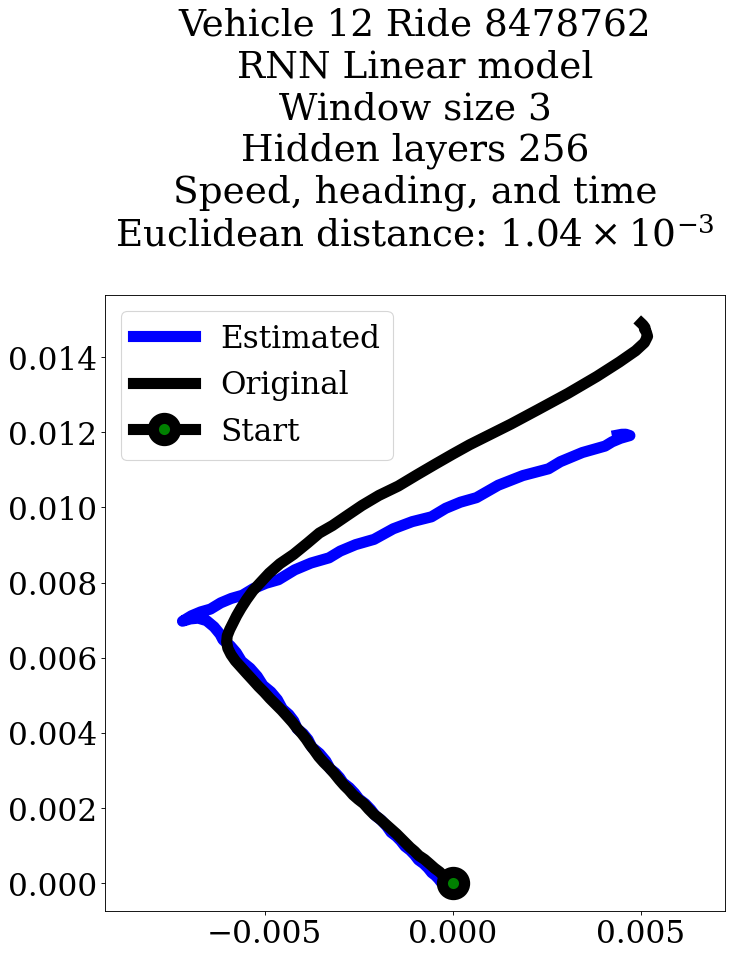 Vehicle 12 Ride 8478762
RNN Linear model
Window size 3
Hidden layers 256
Speed, heading, and time
Euclidean distance: 1.04 × 10⁻³
Estimated
Original
Start
0.014
0.012
0.010
0.008
0.006
0.004
0.002
0.000
−0.005 0.000 0.005